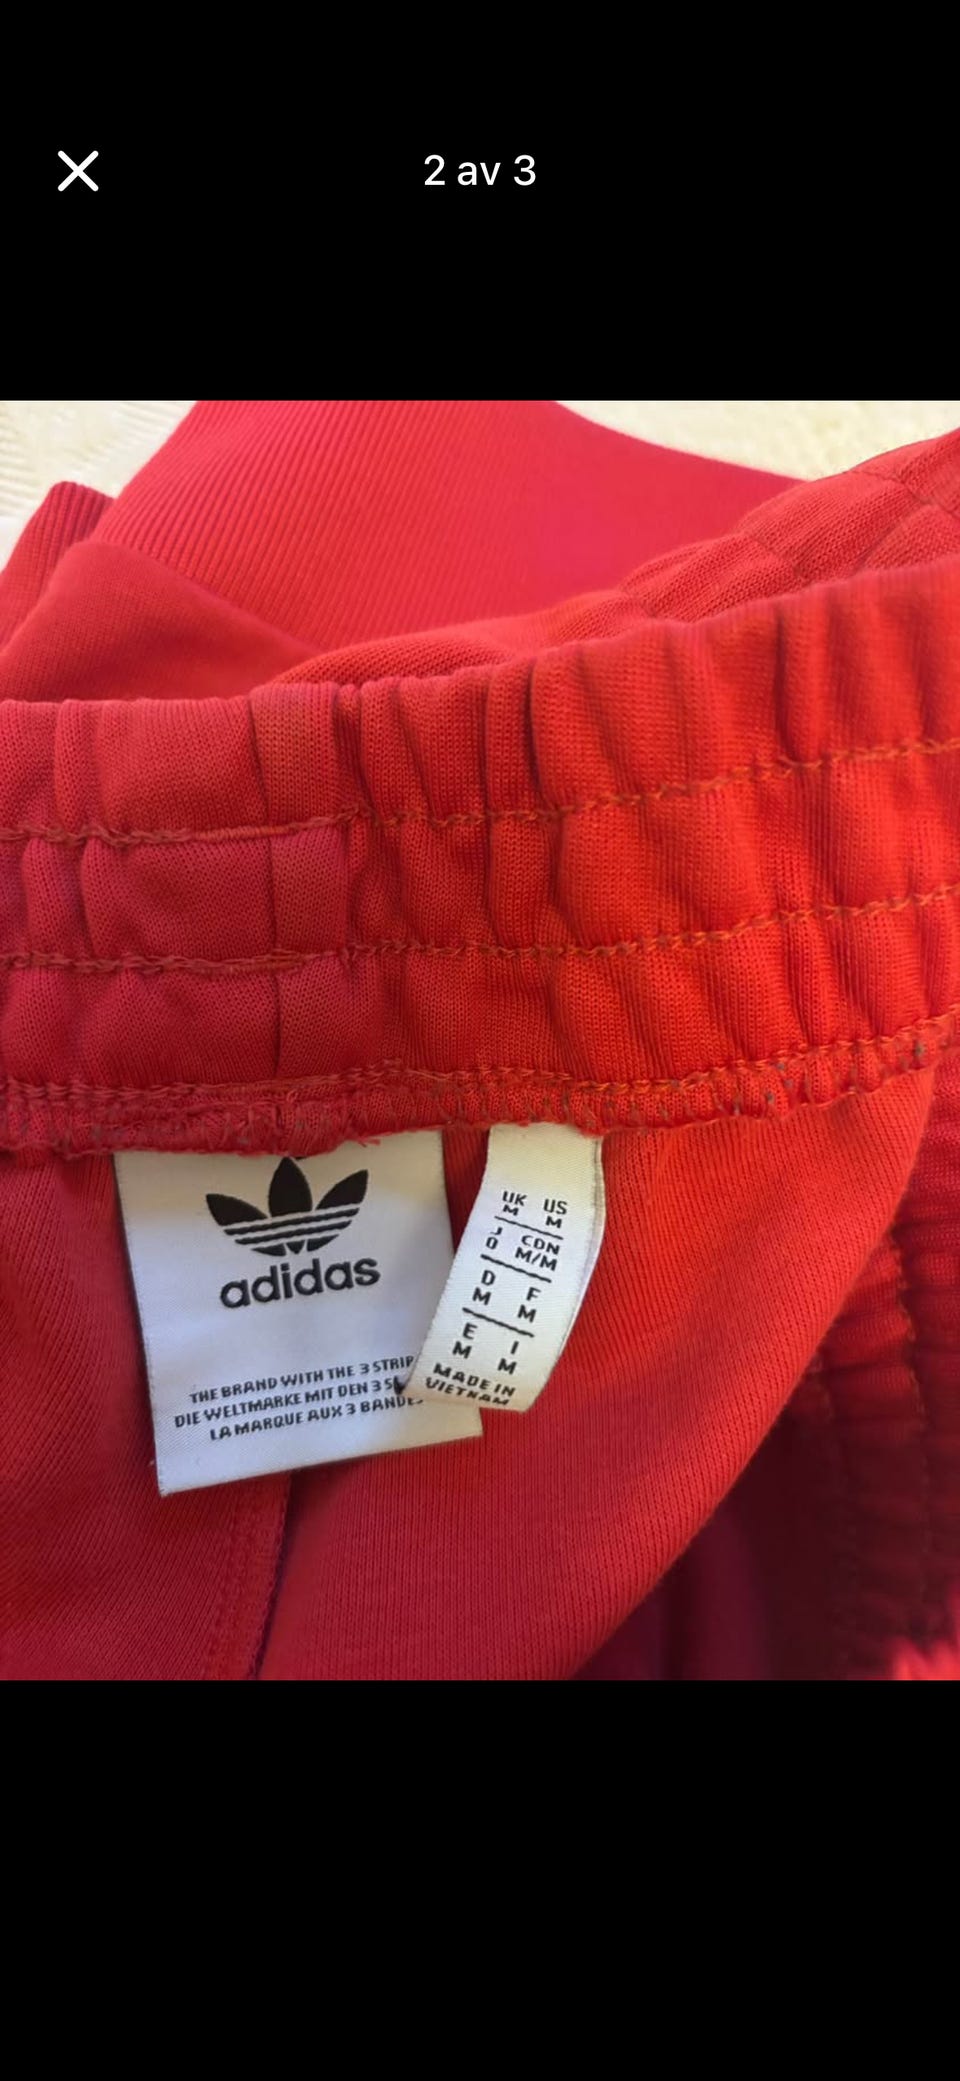 2 av 3
adidas
THE BRAND WITH THE 3 STRIP
DIE WELTMARKE MIT DEN 3 S
LA MARQUE AUX 3 BANDE
UK US
M M
J CDN
O M/M
D F
M M
E I
M M
MADE IN
VIETNAM